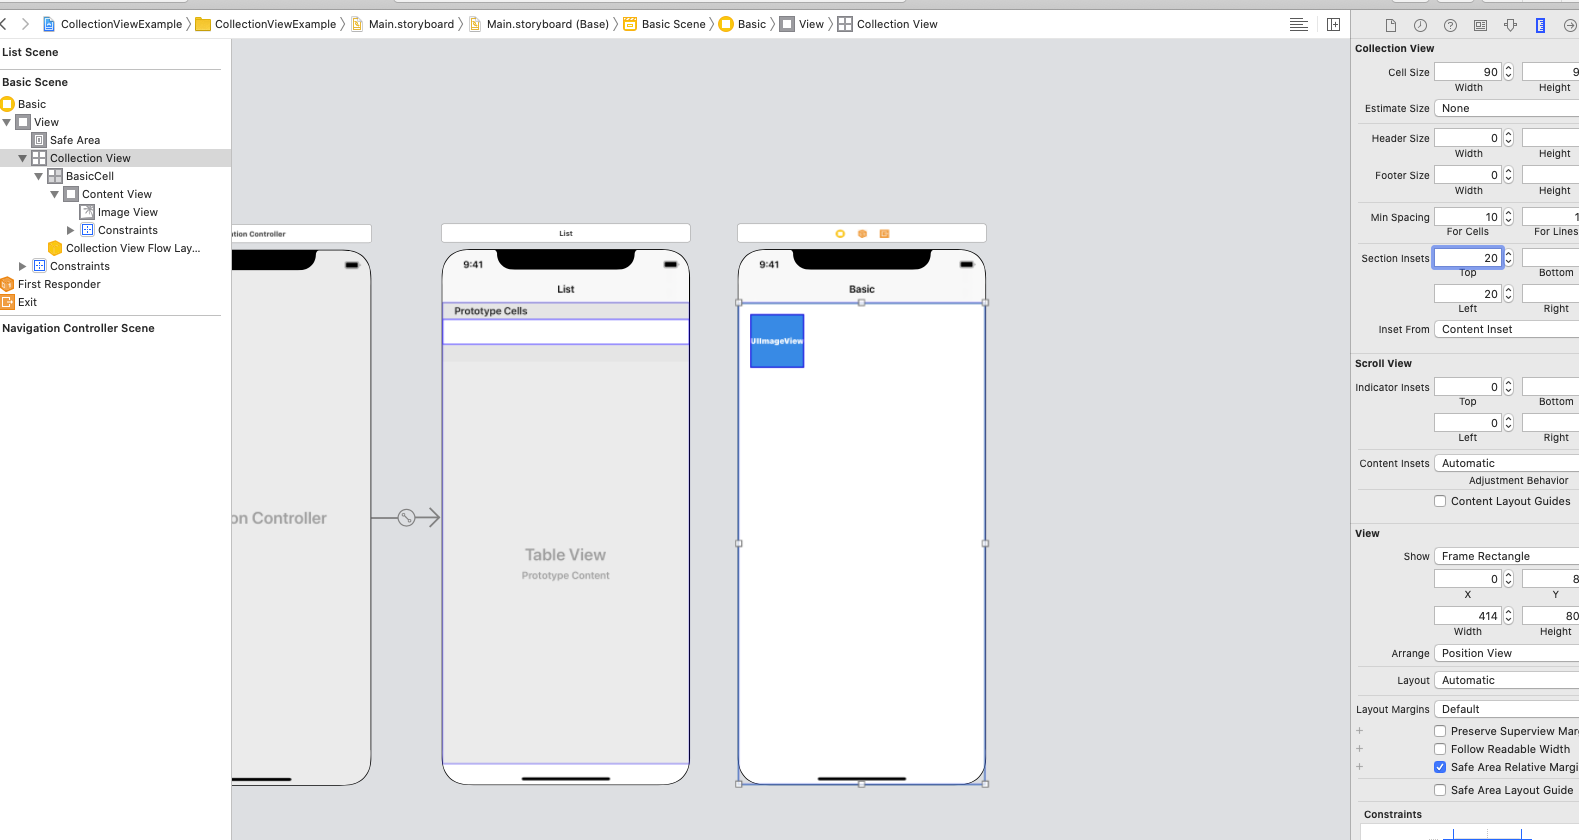 CollectionViewExample
CollectionViewExample
Main.storyboard
Main.storyboard (Base)
Basic Scene
Basic
View
Collection View
List Scene
Basic Scene
Basic
View
Safe Area
Collection View
BasicCell
Content View
Image View
Constraints
Collection View Flow Lay...
Constraints
First Responder
Exit
Navigation Controller Scene
ation Controller
on Controller
List
9:41
List
Prototype Cells
Table View
Prototype Content
9:41
Basic
UIImageView
Collection View
Cell Size 90 9
Width Height
Estimate Size None
Header Size 0
Width Height
Footer Size 0
Width Height
Min Spacing 10 1
For Cells For Lines
Section Insets 20
Top Bottom
20
Left Right
Inset From Content Inset
Scroll View
Indicator Insets 0
Top Bottom
0
Left Right
Content Insets Automatic
Adjustment Behavior
Content Layout Guides
View
Show Frame Rectangle
0 8
X Y
414 80
Width Height
Arrange Position View
Layout Automatic
Layout Margins Default
Preserve Superview Mar
Follow Readable Width
Safe Area Relative Margi
Safe Area Layout Guide
Constraints